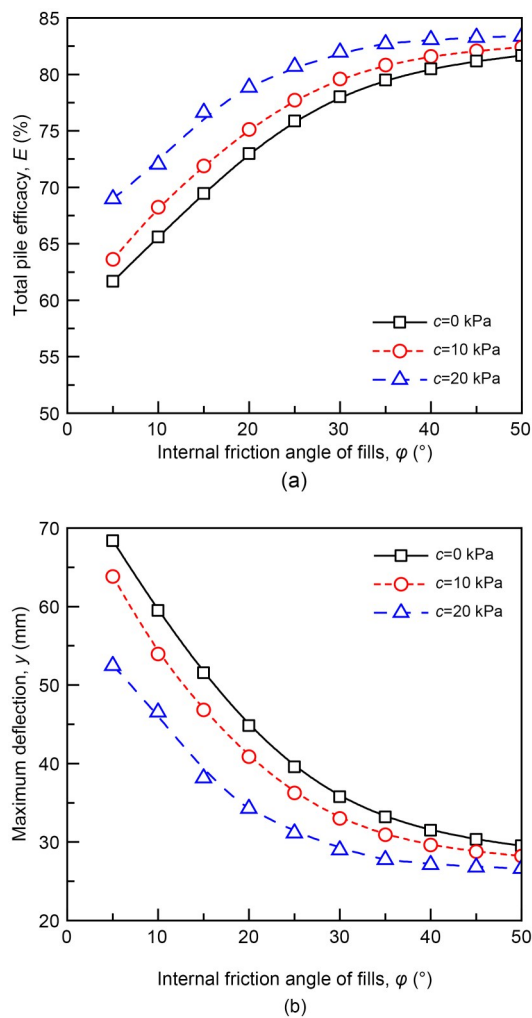 85
80
75
70
65
60
55
50
Total pile efficacy, E (%)
c=0 kPa
c=10 kPa
c=20 kPa
0 10 20 30 40 50
Internal friction angle of fills, φ (°)
(a)
70
60
50
40
30
20
Maximum deflection, y (mm)
c=0 kPa
c=10 kPa
c=20 kPa
0 10 20 30 40 50
Internal friction angle of fills, φ (°)
(b)